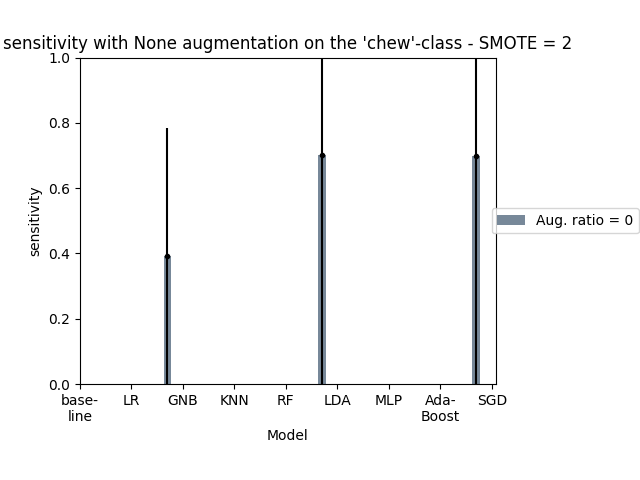 sensitivity with None augmentation on the 'chew'-class - SMOTE = 2
1.0
0.8
0.6
0.4
0.2
0.0
sensitivity
base-
line
LR
GNB
KNN
RF
LDA
MLP
Ada-
Boost
SGD
Model
Aug. ratio = 0